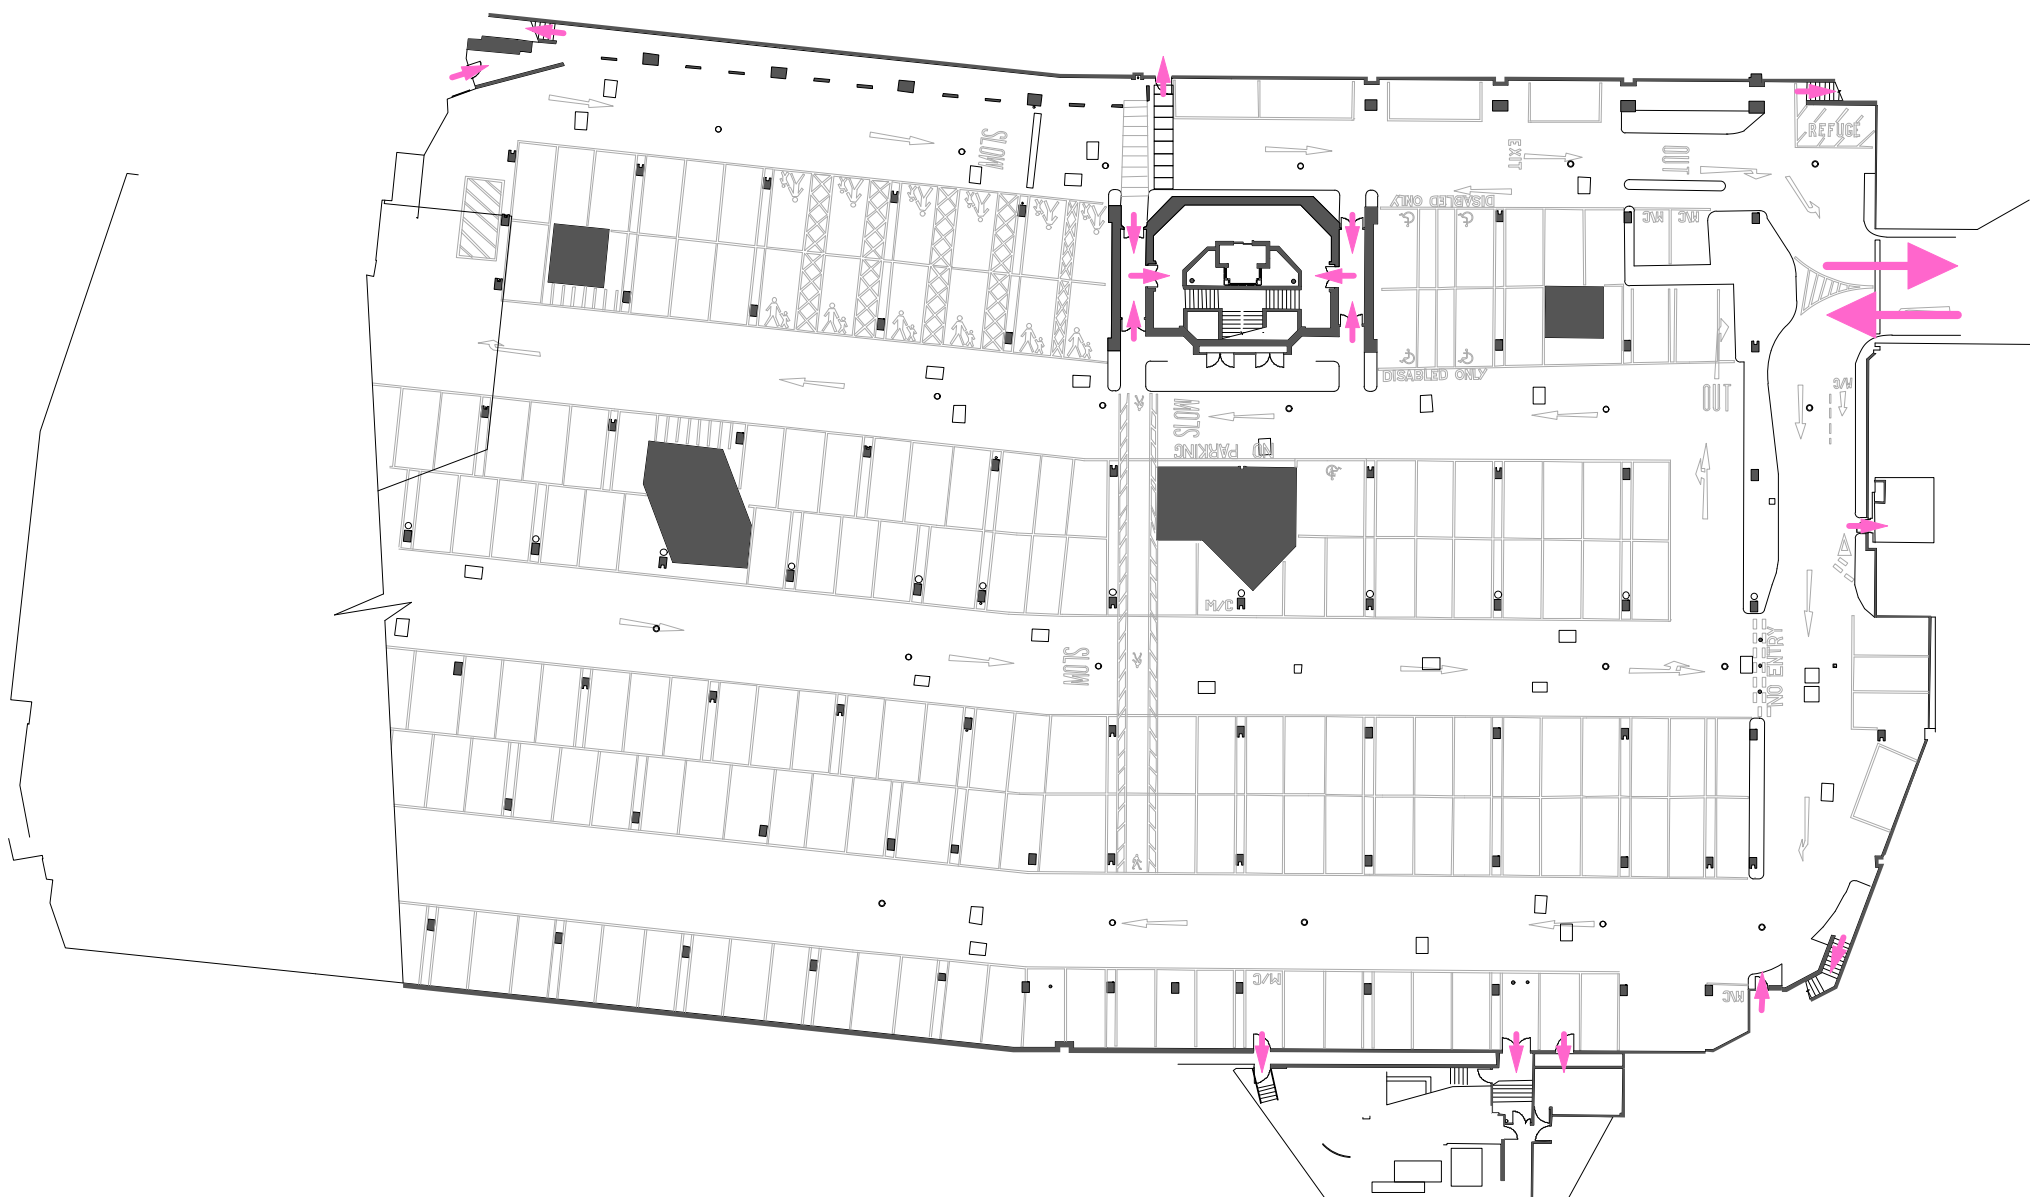 REFUGE
SLOW
EXIT
OUT
DISABLED ONLY
M/C
M/C
DISABLED ONLY
M/C
OUT
SLOW
NO PARKING
M/C
NO ENTRY
SLOW
M/C
M/C